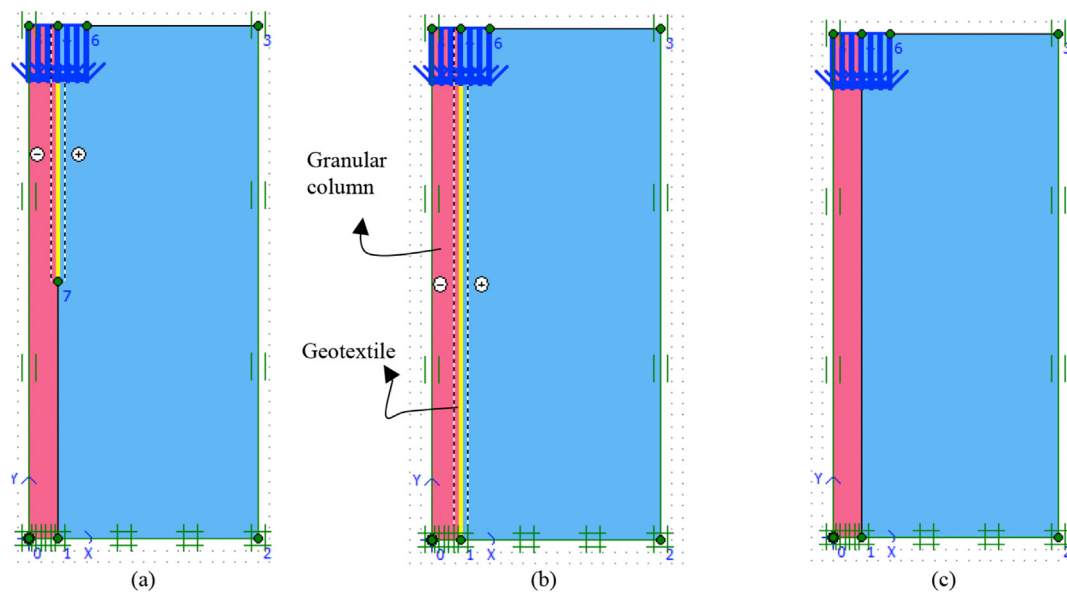 6
3
− +
7
Y
0 1 X 2
(a)
6
3
Granular
column
− +
Geotextile
Y
0 1 X 2
(b)
6
Y
0 1 X
(c)